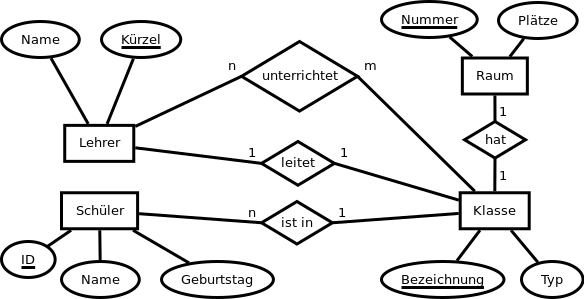 Nummer
Plätze
Name
Kürzel
n
unterrichtet
m
Raum
1
hat
Lehrer
1
leitet
1
1
Schüler
n
ist in
1
Klasse
ID
Name
Geburtstag
Bezeichnung
Typ